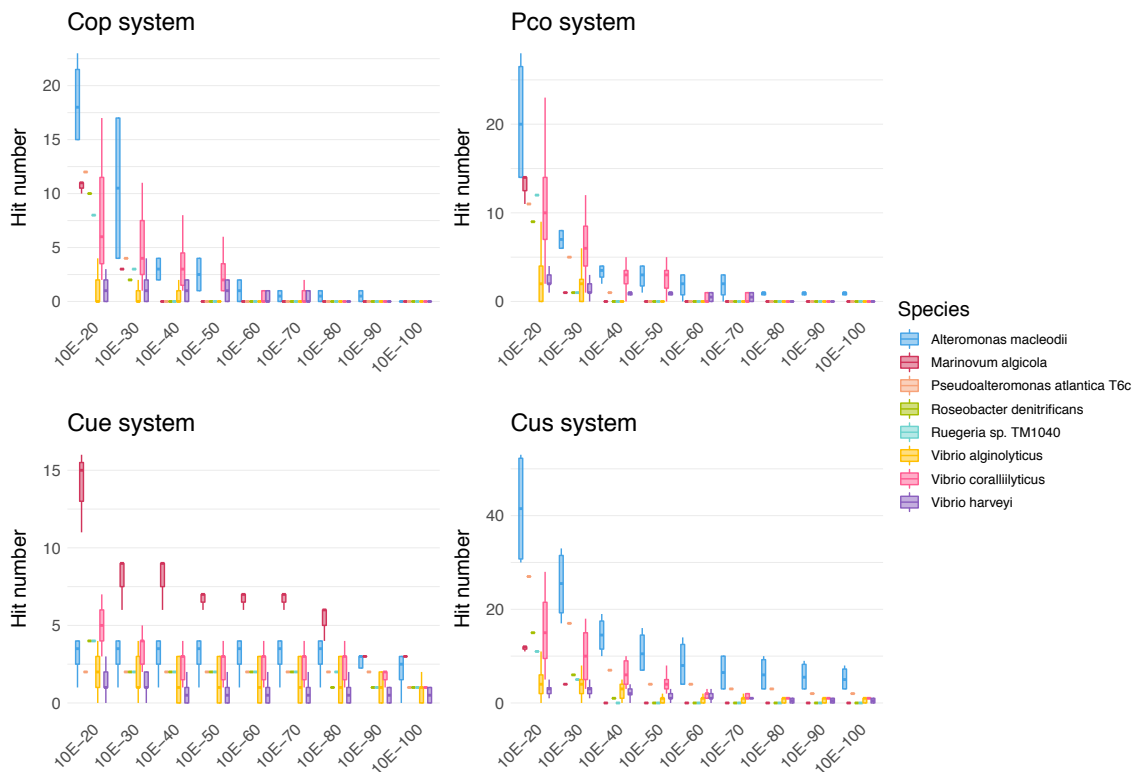 Cop system
Hit number
20
15
10
5
0
10E−20
10E−30
10E−40
10E−50
10E−60
10E−70
10E−80
10E−90
10E−100
Pco system
Hit number
20
10
0
10E−20
10E−30
10E−40
10E−50
10E−60
10E−70
10E−80
10E−90
10E−100
Cue system
Hit number
15
10
5
0
10E−20
10E−30
10E−40
10E−50
10E−60
10E−70
10E−80
10E−90
10E−100
Cus system
Hit number
40
20
0
10E−20
10E−30
10E−40
10E−50
10E−60
10E−70
10E−80
10E−90
10E−100
Species
Alteromonas macleodii
Marinovum algicola
Pseudoalteromonas atlantica T6c
Roseobacter denitrificans
Ruegeria sp. TM1040
Vibrio alginolyticus
Vibrio coralliilyticus
Vibrio harveyi